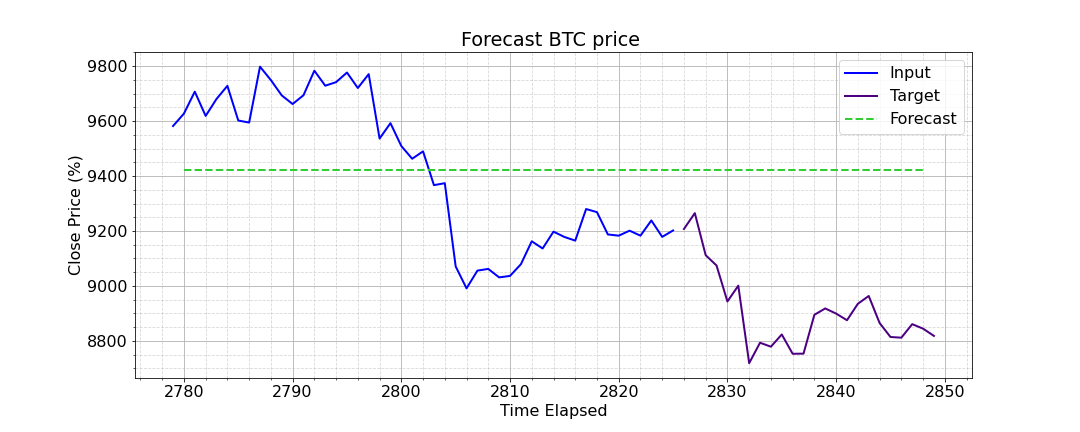 Forecast BTC price
Input
Target
Forecast
Close Price (%)
9800
9600
9400
9200
9000
8800
2780 2790 2800 2810 2820 2830 2840 2850
Time Elapsed